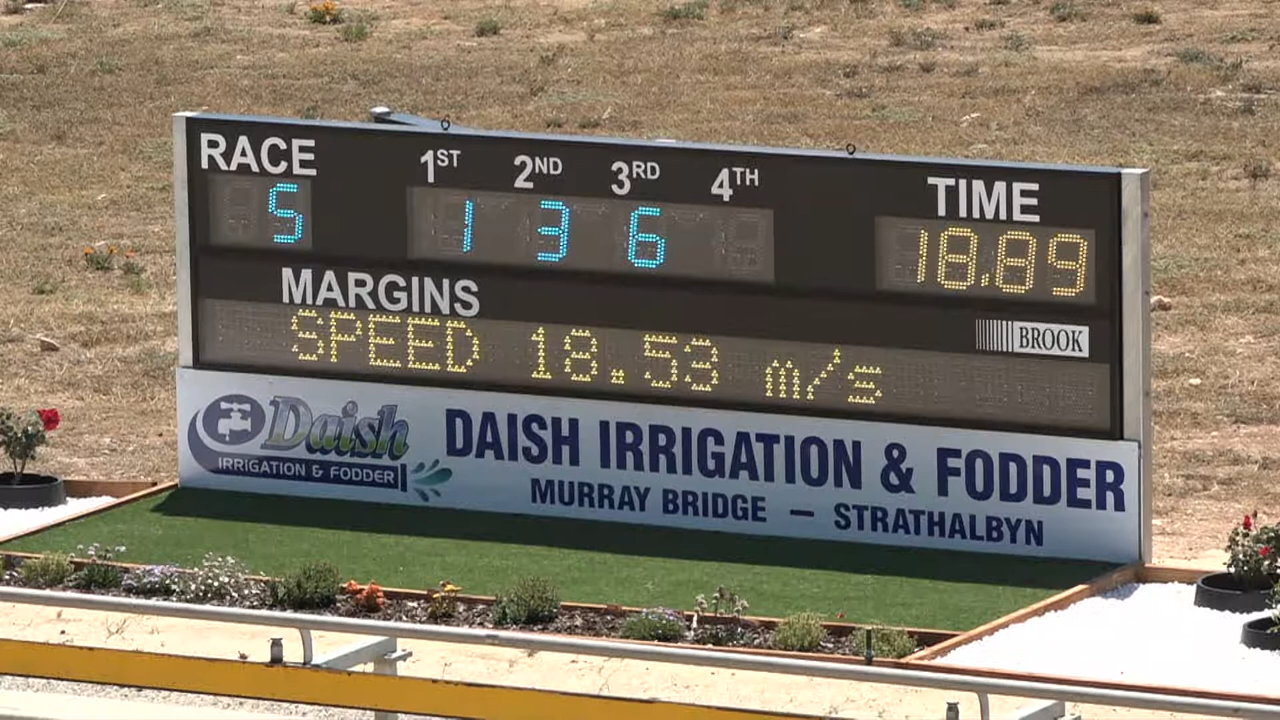 RACE 1ST 2ND 3RD 4TH TIME
5 1 3 6 18.89
MARGINS
BROOK
SPEED 18.53 m/s
Daish
IRRIGATION & FODDER
DAISH IRRIGATION & FODDER
MURRAY BRIDGE – STRATHALBYN